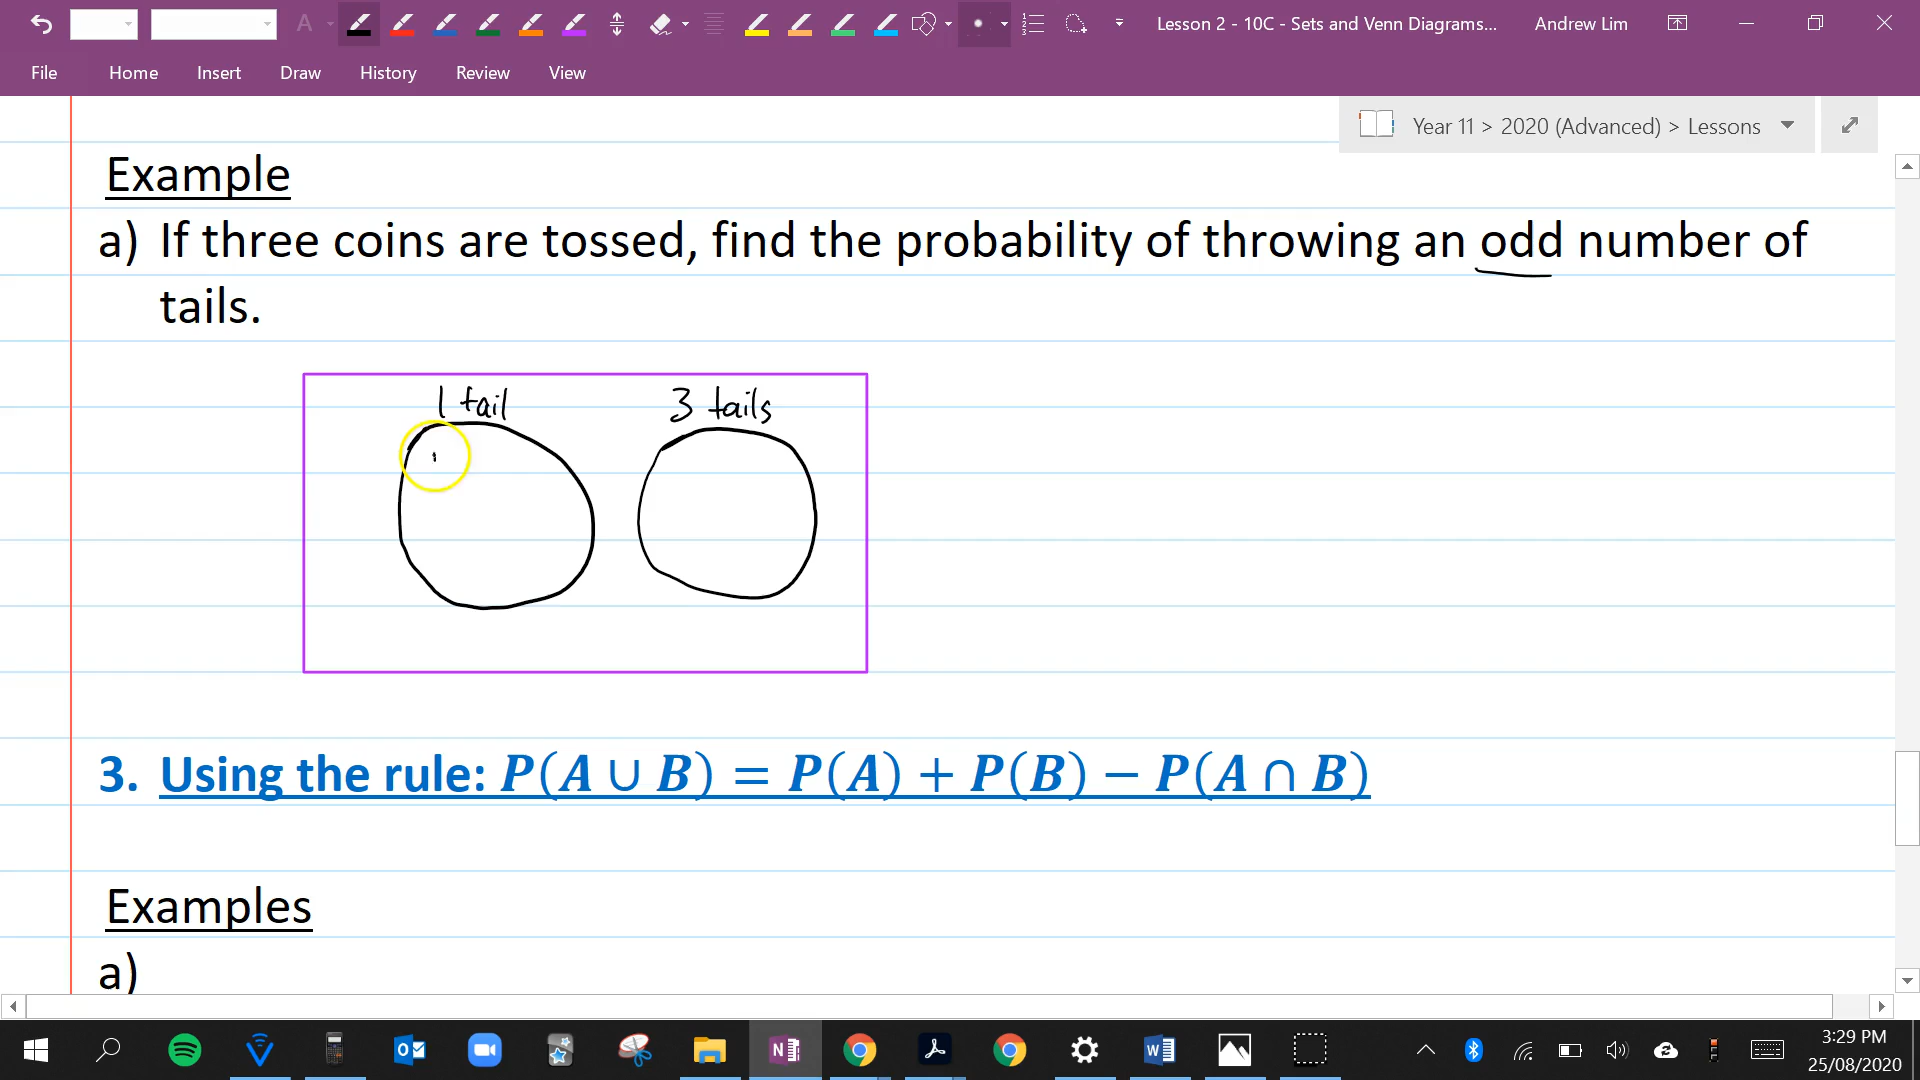 Lesson 2 - 10C - Sets and Venn Diagrams...
Andrew Lim
File Home Insert Draw History Review View
Year 11 > 2020 (Advanced) > Lessons
Example
a) If three coins are tossed, find the probability of throwing an odd number of
tails.
1 tail 3 tails
3. Using the rule: P(A ∪ B) = P(A) + P(B) − P(A ∩ B)
Examples
a)
3:29 PM
25/08/2020